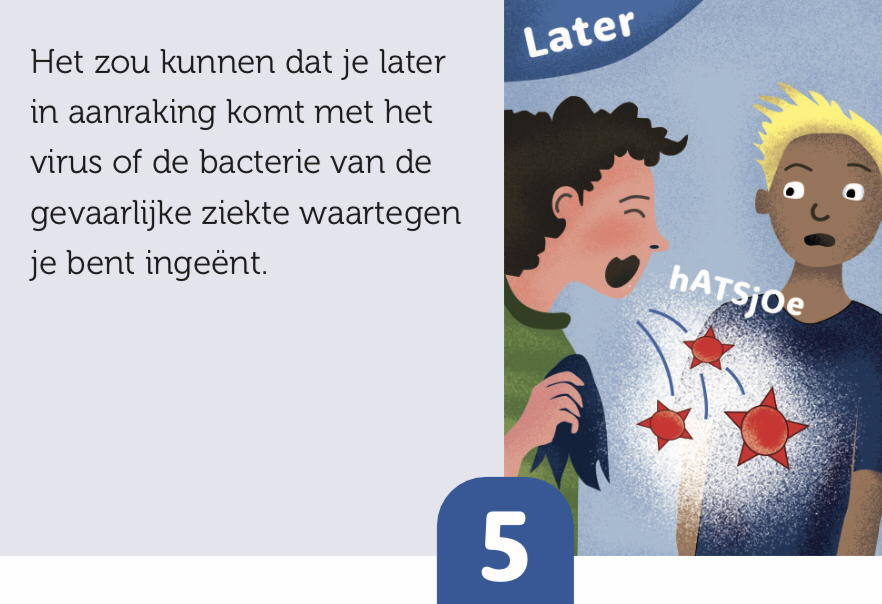 Het zou kunnen dat je later
in aanraking komt met het
virus of de bacterie van de
gevaarlijke ziekte waartegen
je bent ingeënt.
Later
hATSjOe
5